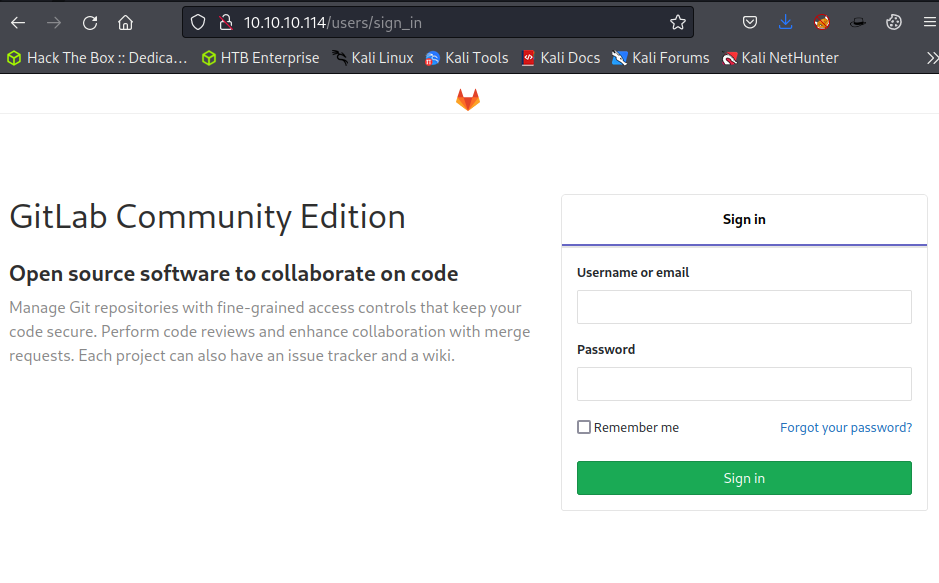 10.10.10.114/users/sign_in
Hack The Box :: Dedica... HTB Enterprise Kali Linux Kali Tools Kali Docs Kali Forums Kali NetHunter
GitLab Community Edition
Open source software to collaborate on code
Manage Git repositories with fine-grained access controls that keep your
code secure. Perform code reviews and enhance collaboration with merge
requests. Each project can also have an issue tracker and a wiki.
Sign in
Username or email
Password
Remember me Forgot your password?
Sign in